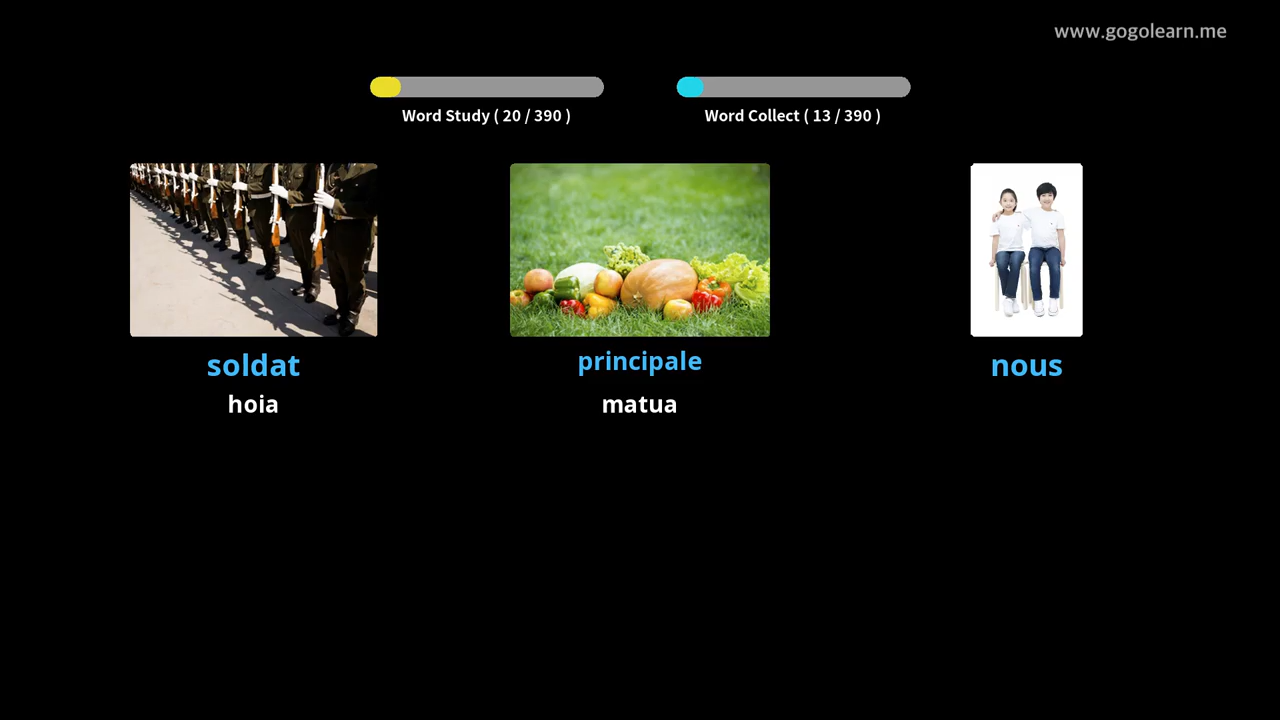 www.gogolearn.me
Word Study ( 20 / 390 )
Word Collect ( 13 / 390 )
soldat
principale
nous
hoia
matua